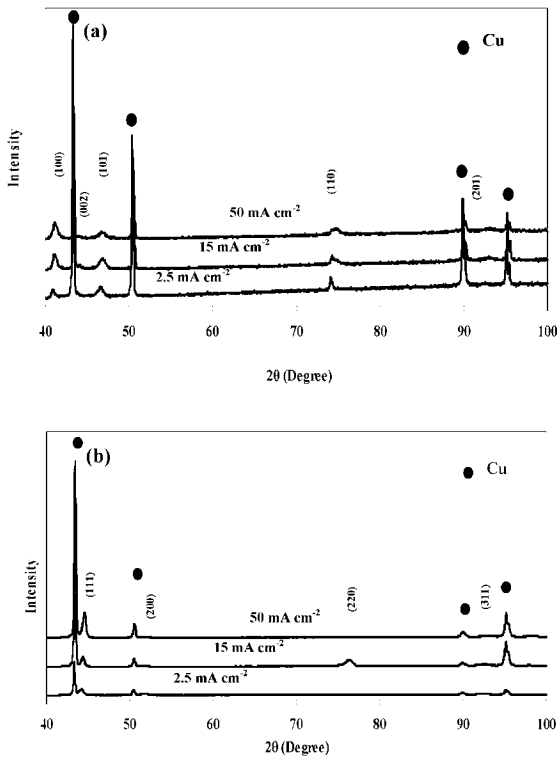 (a)
Cu
Intensity
(100)
(002)
(101)
(110)
(201)
50 mA cm-2
15 mA cm-2
2.5 mA cm-2
40 50 60 70 80 90 100
2θ (Degree)
(b)
Cu
Intensity
(111)
(200)
(220)
(311)
50 mA cm-2
15 mA cm-2
2.5 mA cm-2
40 50 60 70 80 90 100
2θ (Degree)